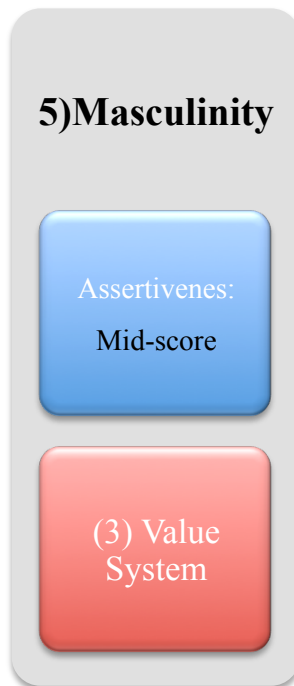 5)Masculinity
Assertivenes:
Mid-score
(3) Value
System